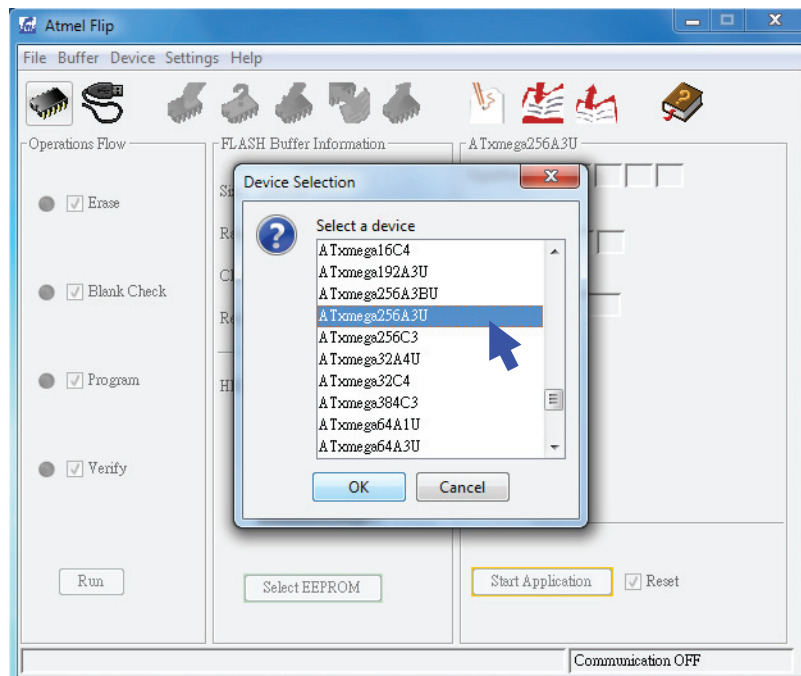 Atmel Flip
File Buffer Device Settings Help
Operations Flow
FLASH Buffer Information
ATxmega256A3U
Erase
Blank Check
Program
Verify
Run
Device Selection
Select a device
ATxmega16C4
ATxmega192A3U
ATxmega256A3BU
ATxmega256A3U
ATxmega256C3
ATxmega32A4U
ATxmega32C4
ATxmega384C3
ATxmega64A1U
ATxmega64A3U
OK Cancel
Select EEPROM
Start Application
Reset
Communication OFF